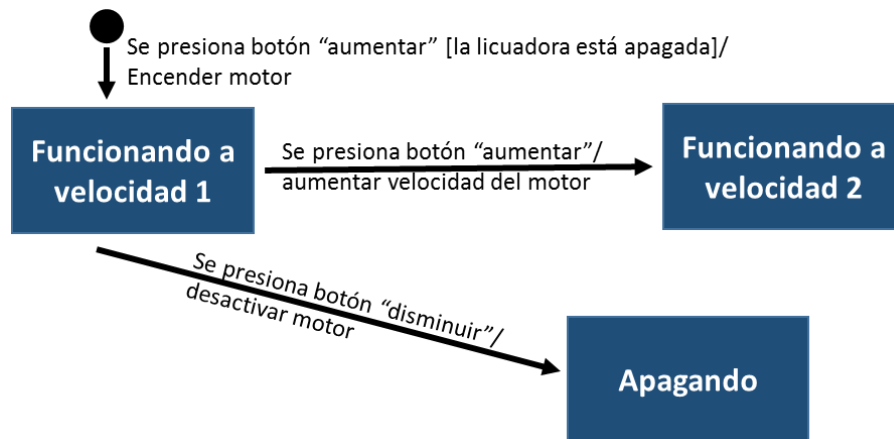 Se presiona botón “aumentar” [la licuadora está apagada]/
Encender motor
Funcionando a
velocidad 1
Se presiona botón “aumentar”/
aumentar velocidad del motor
Funcionando a
velocidad 2
Se presiona botón “disminuir”/
desactivar motor
Apagando